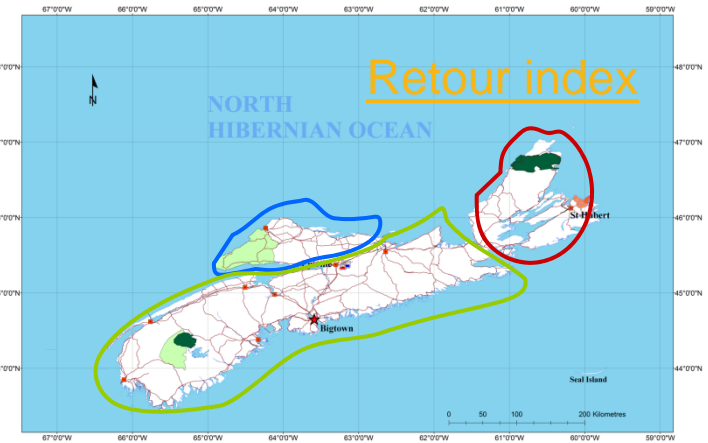 67°0'0"W 66°0'0"W 65°0'0"W 64°0'0"W 63°0'0"W 62°0'0"W 61°0'0"W 60°0'0"W 59°0'0"W
Retour index
48°0'0"N
N
NORTH
HIBERNIAN OCEAN
47°0'0"N
46°0'0"N
St Hubert
45°0'0"N
Bigtown
44°0'0"N
Seal Island
0 50 100 200 Kilometres
67°0'0"W 66°0'0"W 65°0'0"W 64°0'0"W 63°0'0"W 62°0'0"W 61°0'0"W 60°0'0"W 59°0'0"W